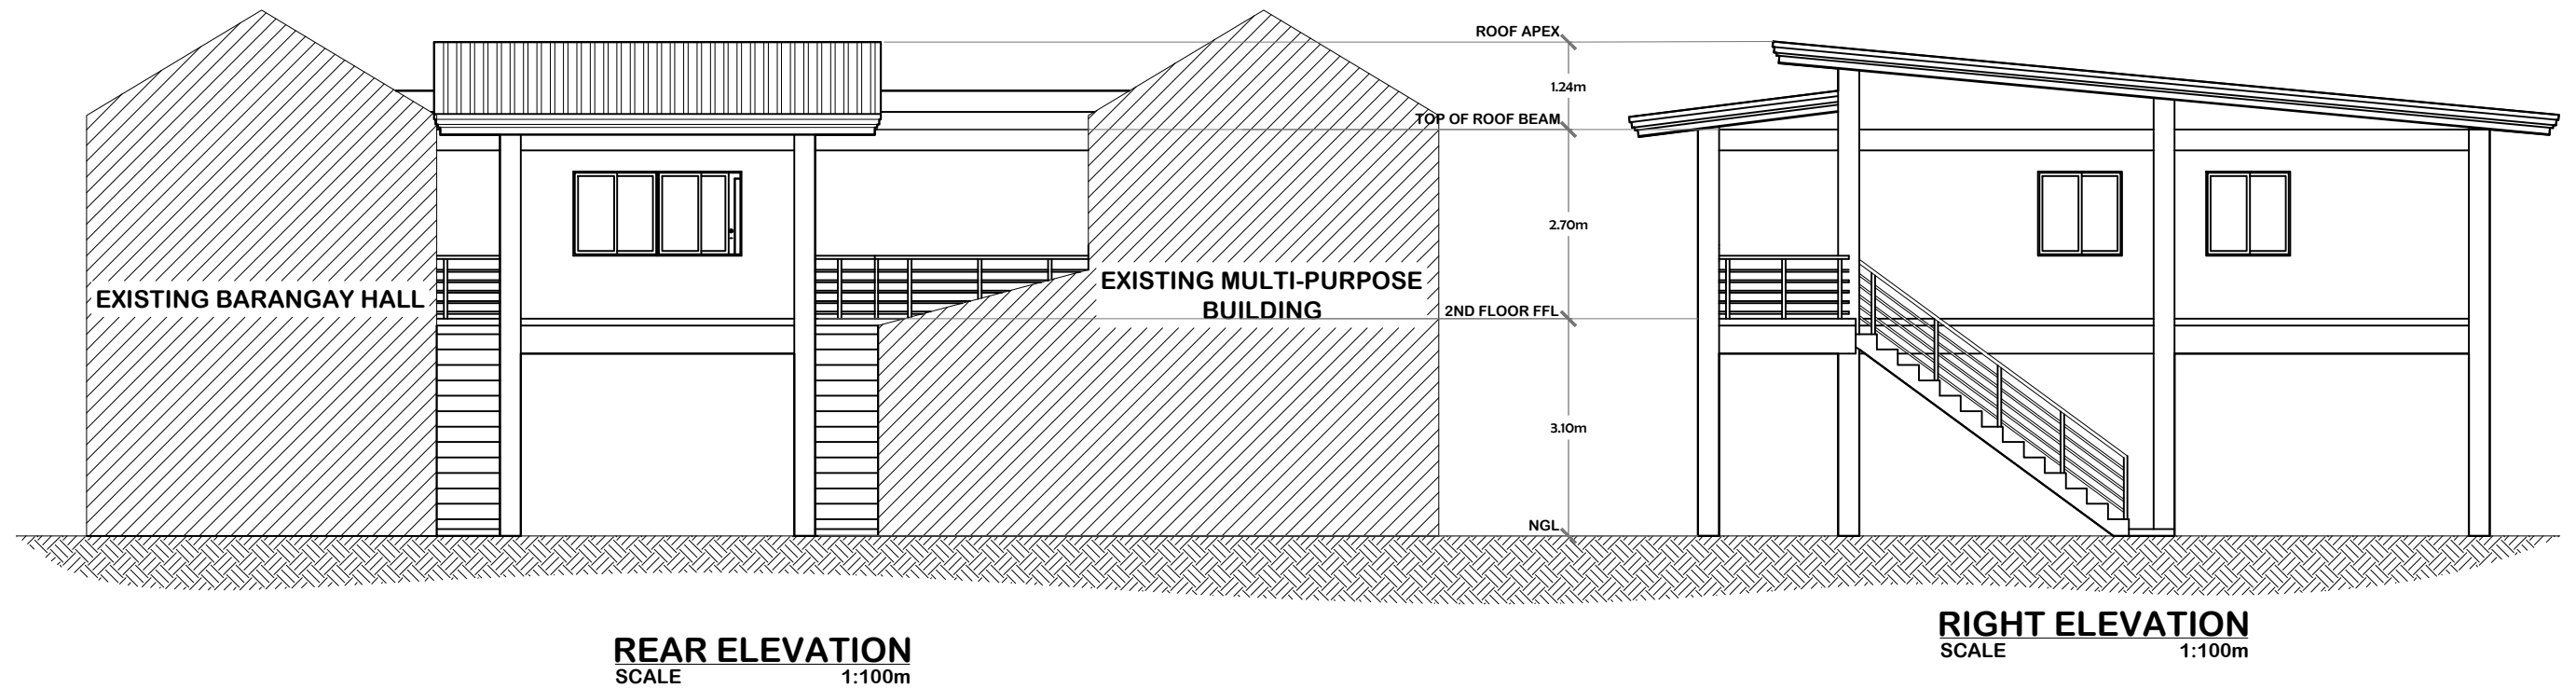 ROOF APEX
1.24m
TOP OF ROOF BEAM
2.70m
EXISTING BARANGAY HALL
EXISTING MULTI-PURPOSE
BUILDING
2ND FLOOR FFL
3.10m
NGL
REAR ELEVATION
SCALE 1:100m
RIGHT ELEVATION
SCALE 1:100m